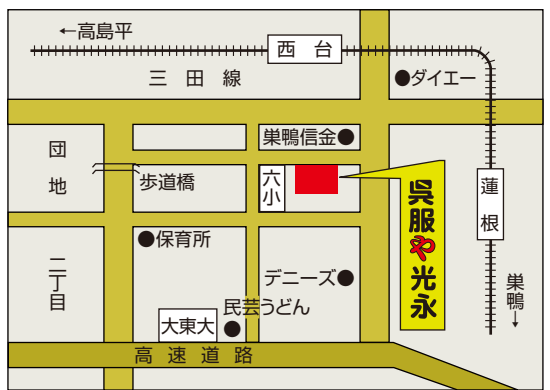 ←高島平
西台
三田線
●ダイエー
巣鴨信金●
団地
歩道橋
六小
蓮根
呉服や光永
●保育所
二丁目
デニーズ●
巣鴨→
民芸うどん
大東大
高速道路